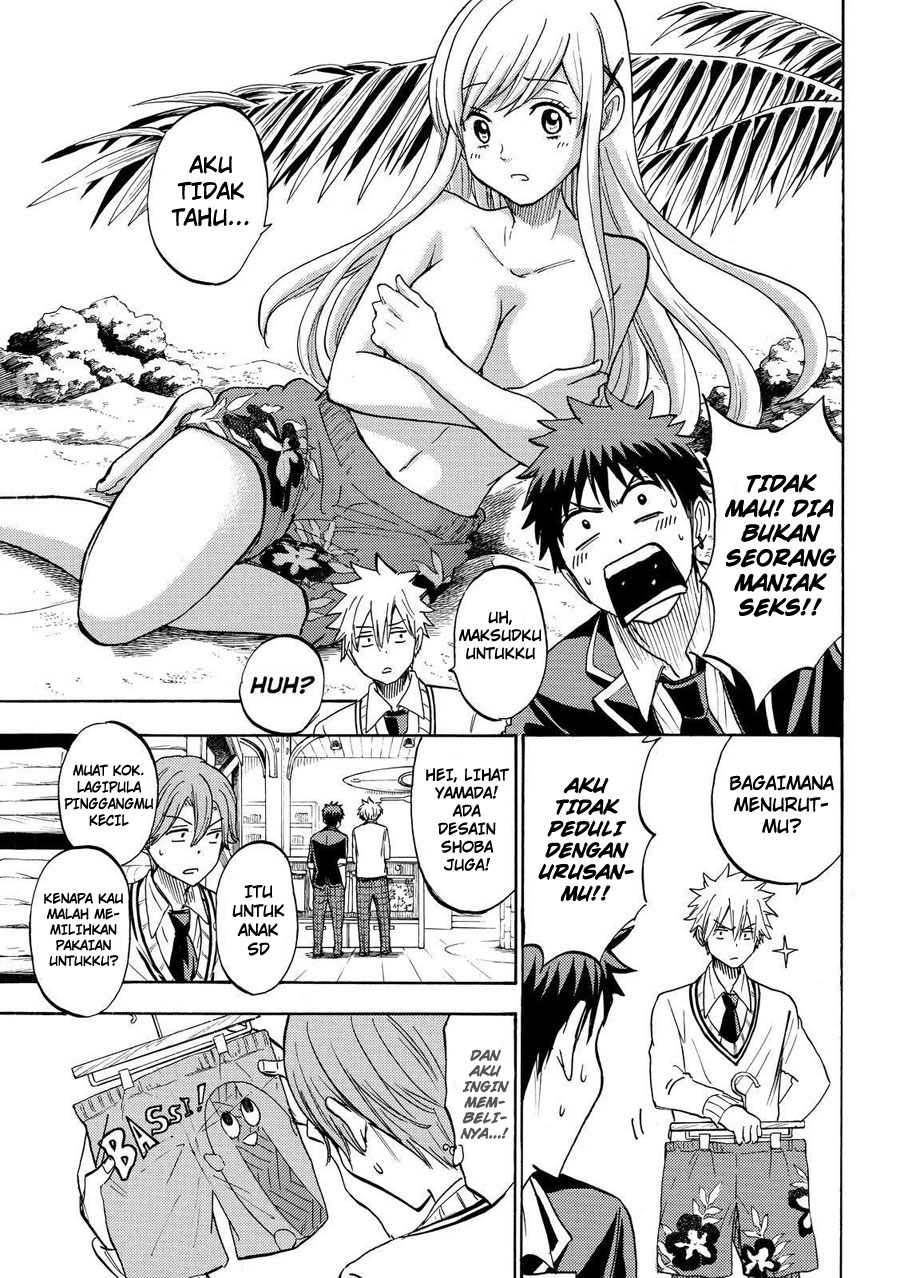 AKU
TIDAK
TAHU...
TIDAK
MAU! DIA
BUKAN
SEORANG
MANIAK
SEKS!!
UH,
MAKSUDKU
UNTUKKU
HUH?
BAGAIMANA
MENURUT-
MU?
AKU
TIDAK
PEDULI
DENGAN
URUSAN-
MU!!
HEI, LIHAT
YAMADA!
ADA
DESAIN
SHOBA
JUGA!
ITU
UNTUK
ANAK
SD
MUAT KOK.
LAGIPULA
PINGGANGMU
KECIL
KENAPA KAU
MALAH ME-
MILIHKAN
PAKAIAN
UNTUKKU?
DAN
AKU
INGIN
MEM-
BELI-
NYA...!
BASSI!